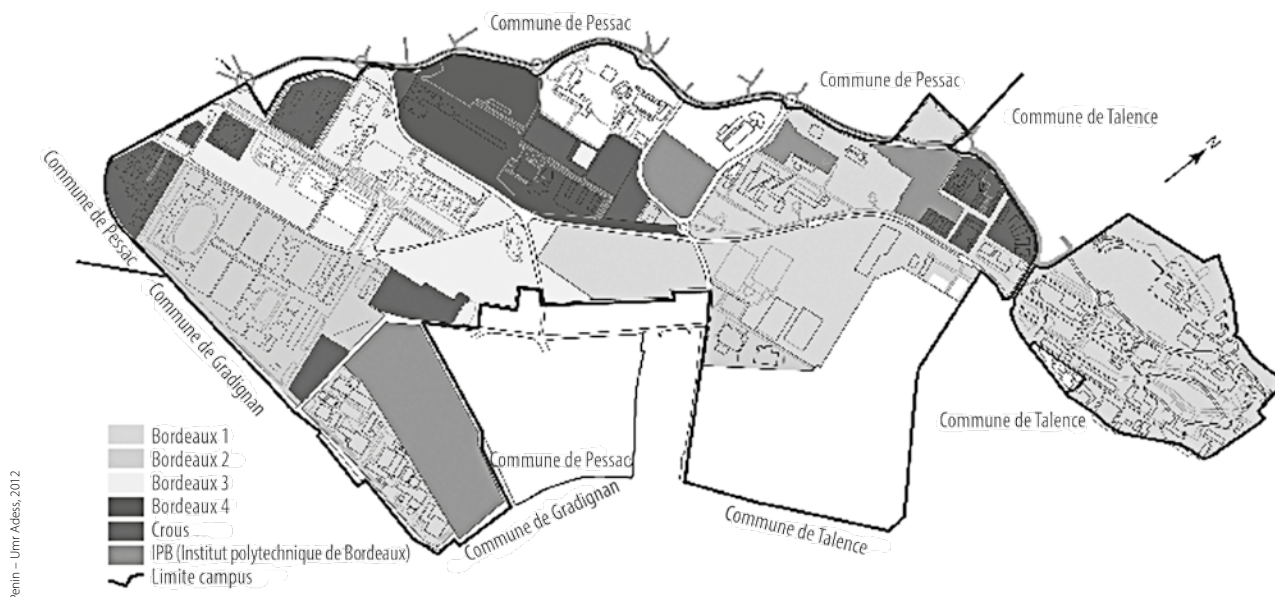 Commune de Pessac
Commune de Pessac
Commune de Talence
N
Commune de Pessac
Commune de Gradignan
Commune de Talence
Bordeaux 1
Bordeaux 2
Bordeaux 3
Bordeaux 4
Crous
IPB (Institut polytechnique de Bordeaux)
Limite campus
Commune de Pessac
Commune de Gradignan
Commune de Talence
Penin – Umr Adess, 2012